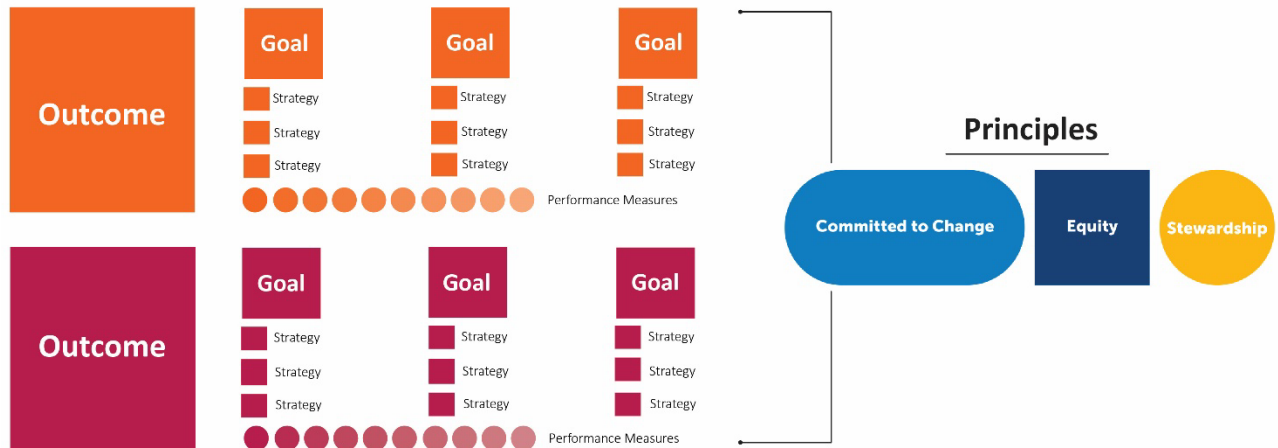 Outcome
Goal
Goal
Goal
Strategy
Strategy
Strategy
Strategy
Strategy
Strategy
Strategy
Strategy
Strategy
Performance Measures
Outcome
Goal
Goal
Goal
Strategy
Strategy
Strategy
Strategy
Strategy
Strategy
Strategy
Strategy
Strategy
Performance Measures
Principles
Committed to Change
Equity
Stewardship